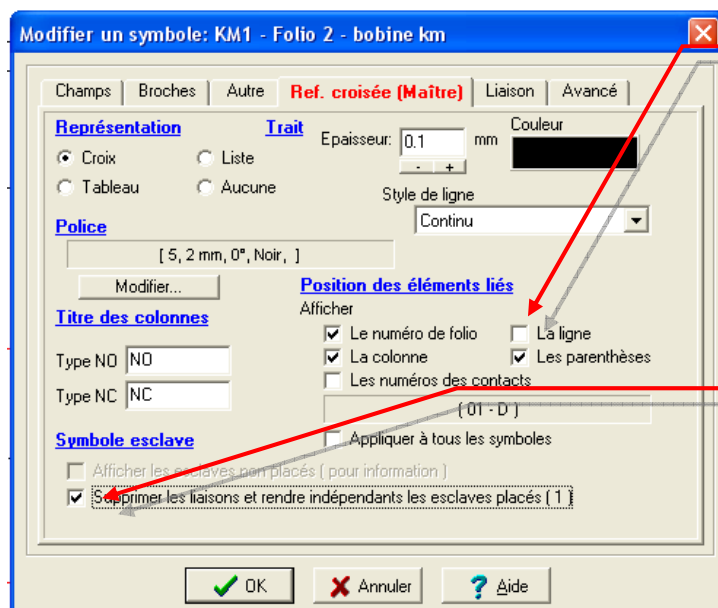 Modifier un symbole: KM1 - Folio 2 - bobine km
Champs Broches Autre Ref. croisée (Maître) Liaison Avancé
Représentation Trait Epaisseur: 0.1 mm Couleur
Croix Liste
Tableau Aucune
- +
Style de ligne
Continu
Police
[ 5, 2 mm, 0°, Noir, ]
Modifier...
Position des éléments liés
Afficher
Le numéro de folio La ligne
La colonne Les parenthèses
Les numéros des contacts
( 01 - D )
Appliquer à tous les symboles
Titre des colonnes
Type NO NO
Type NC NC
Symbole esclave
Afficher les esclaves non placés ( pour information )
Supprimer les liaisons et rendre indépendants les esclaves placés ( 1 )
OK Annuler ? Aide